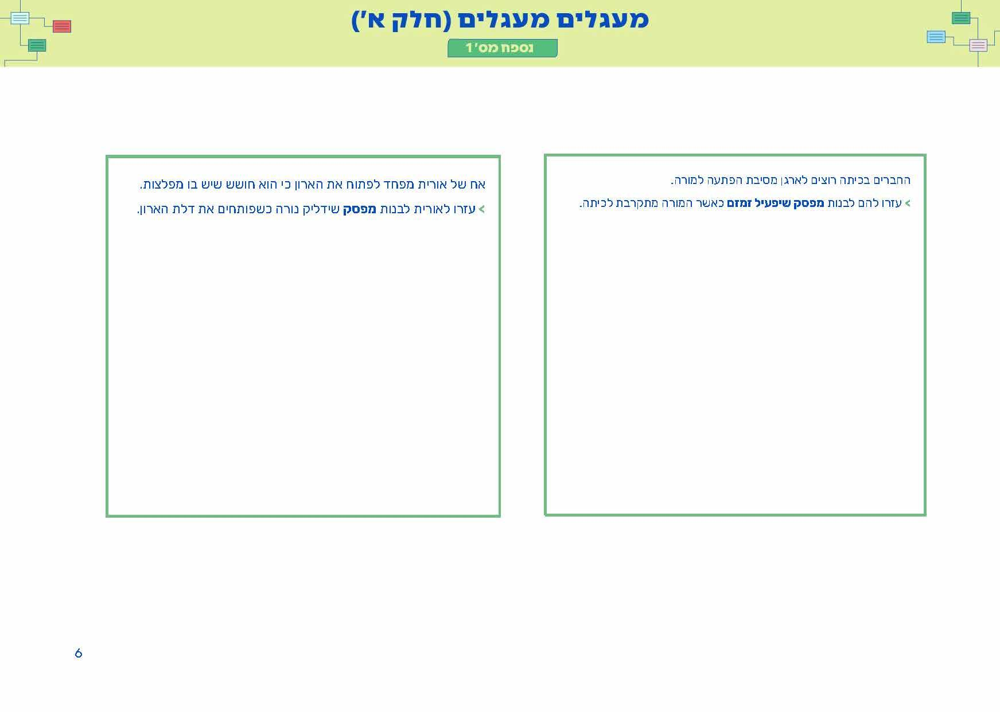 מעגלים מעגלים (חלק א')
נספח מס' 1
החברים בכיתה רוצים לארגן מסיבת הפתעה למורה.
> עזרו להם לבנות מפסק שיפעיל זמזם כאשר המורה מתקרבת לכיתה.
אח של אורית מפחד לפתוח את הארון כי הוא חושש שיש בו מפלצות.
> עזרו לאורית לבנות מפסק שידליק נורה כשפותחים את דלת הארון.
6